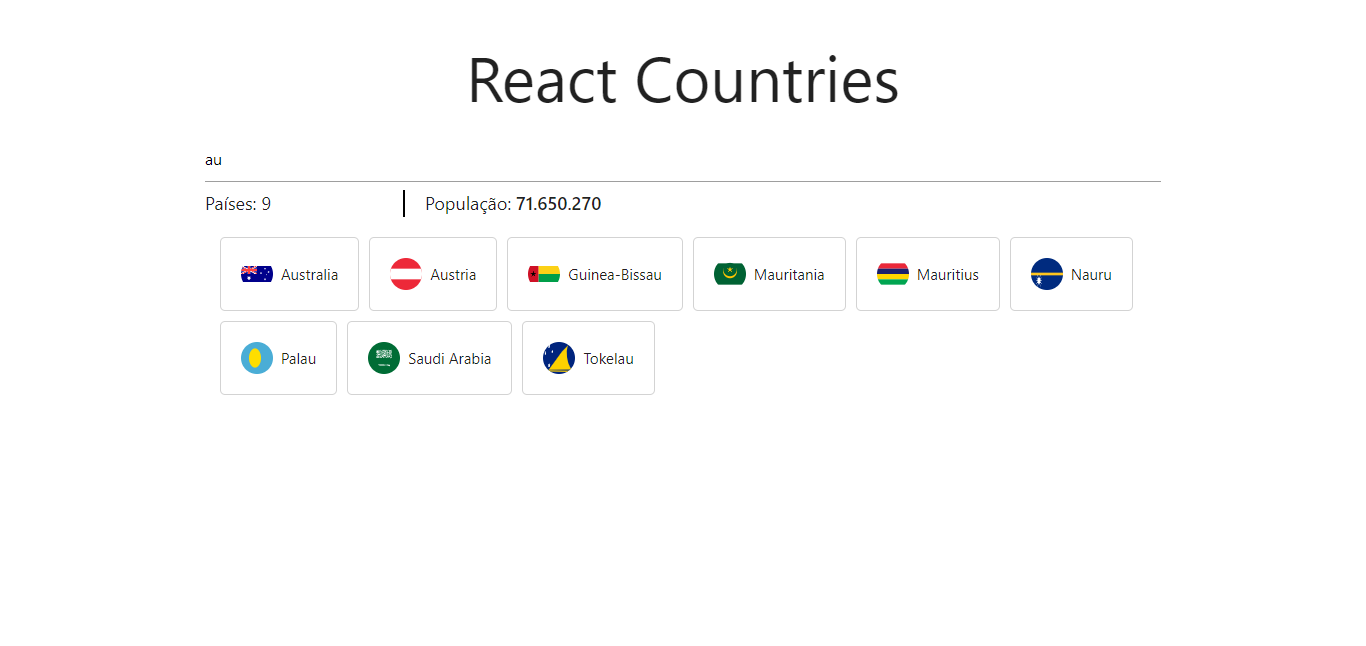 React Countries
au
Países: 9 População: 71.650.270
Australia Austria Guinea-Bissau Mauritania Mauritius Nauru
Palau Saudi Arabia Tokelau